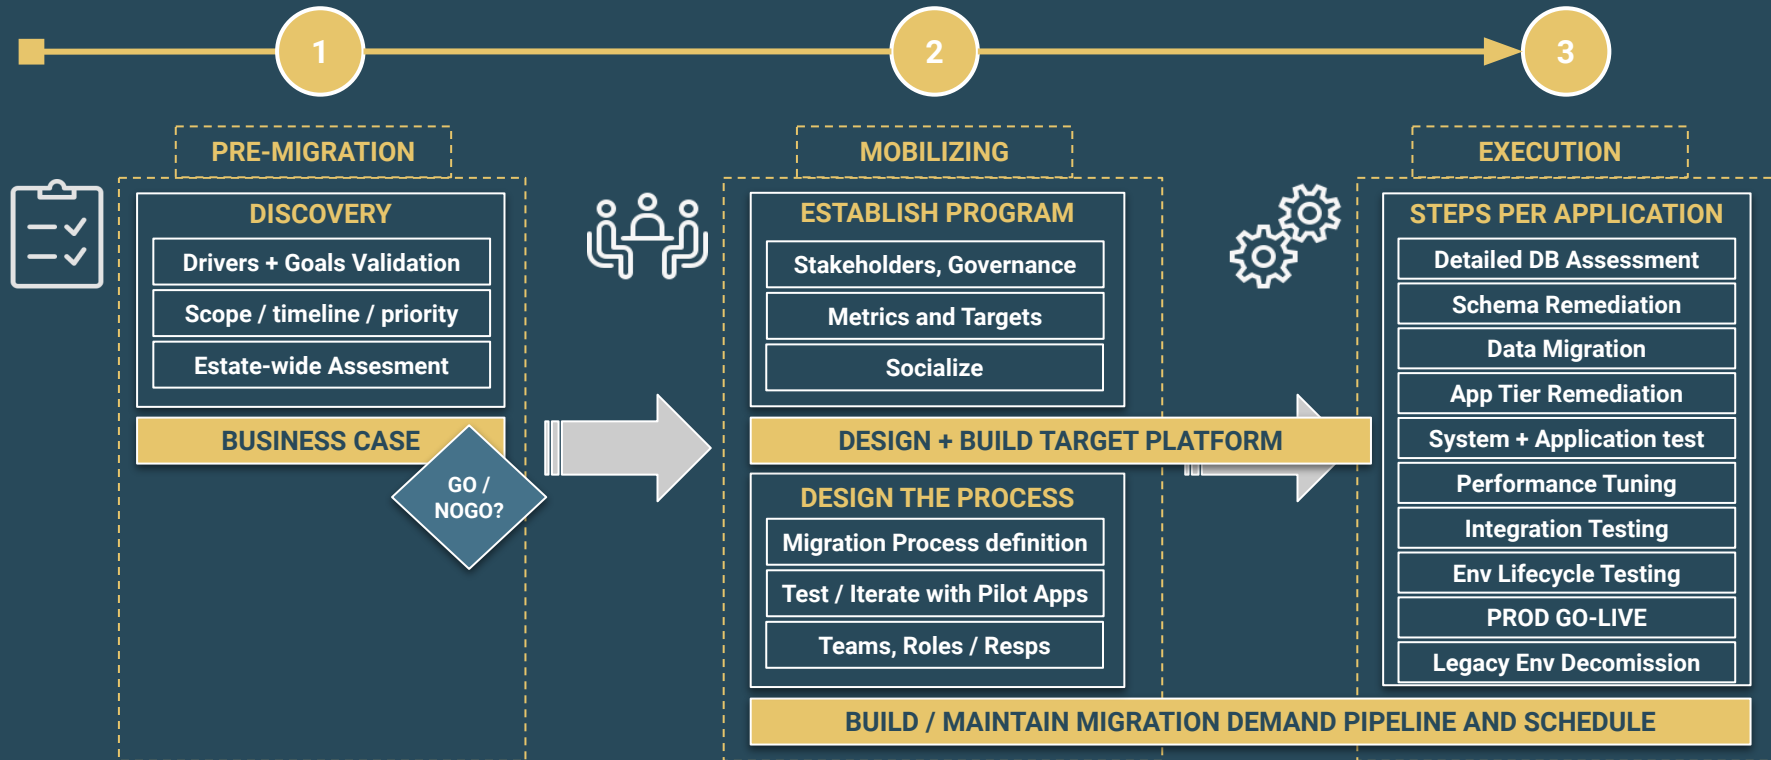 1
2
3
PRE-MIGRATION
DISCOVERY
Drivers + Goals Validation
Scope / timeline / priority
Estate-wide Assesment
BUSINESS CASE
GO /
NOGO?
MOBILIZING
ESTABLISH PROGRAM
Stakeholders, Governance
Metrics and Targets
Socialize
DESIGN + BUILD TARGET PLATFORM
DESIGN THE PROCESS
Migration Process definition
Test / Iterate with Pilot Apps
Teams, Roles / Resps
EXECUTION
STEPS PER APPLICATION
Detailed DB Assessment
Schema Remediation
Data Migration
App Tier Remediation
System + Application test
Performance Tuning
Integration Testing
Env Lifecycle Testing
PROD GO-LIVE
Legacy Env Decomission
BUILD / MAINTAIN MIGRATION DEMAND PIPELINE AND SCHEDULE